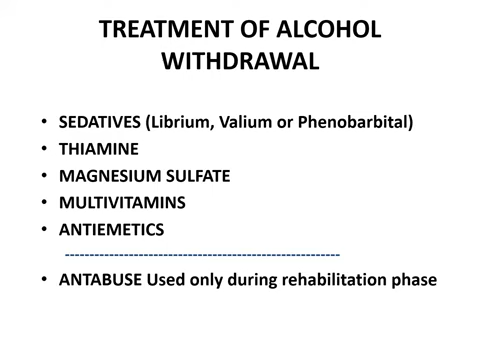 TREATMENT OF ALCOHOL
WITHDRAWAL
• SEDATIVES (Librium, Valium or Phenobarbital)
• THIAMINE
• MAGNESIUM SULFATE
• MULTIVITAMINS
• ANTIEMETICS
---------------------------------------------------------
• ANTABUSE Used only during rehabilitation phase